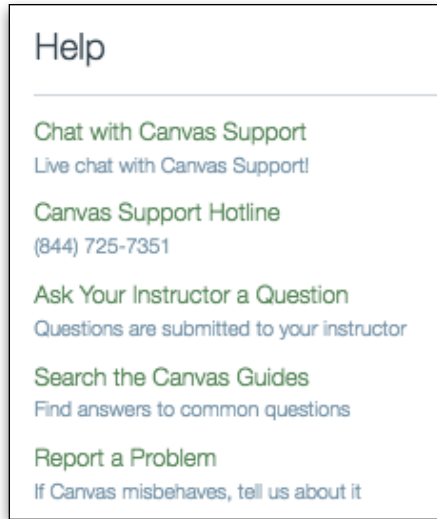 Help
Chat with Canvas Support
Live chat with Canvas Support!
Canvas Support Hotline
(844) 725-7351
Ask Your Instructor a Question
Questions are submitted to your instructor
Search the Canvas Guides
Find answers to common questions
Report a Problem
If Canvas misbehaves, tell us about it